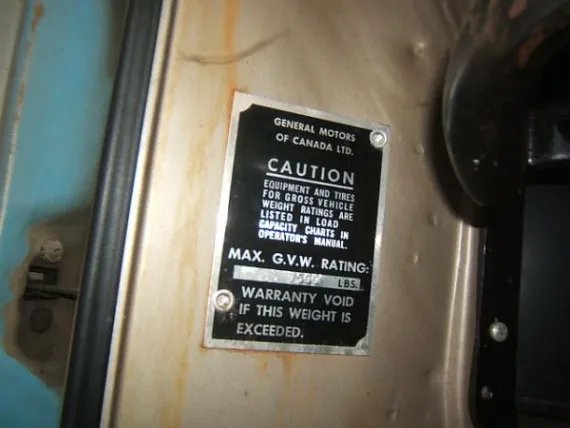 GENERAL MOTORS
OF CANADA LTD.
CAUTION
EQUIPMENT AND TIRES
FOR GROSS VEHICLE
WEIGHT RATINGS ARE
LISTED IN LOAD
CAPACITY CHARTS IN
OPERATOR'S MANUAL.
MAX. G.V.W. RATING:
LBS.
WARRANTY VOID
IF THIS WEIGHT IS
EXCEEDED.